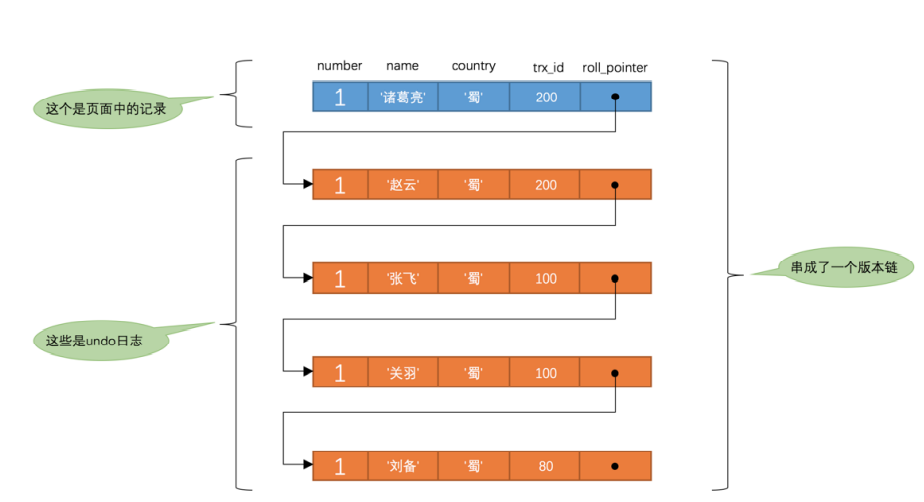 number name country trx_id roll_pointer
这个是页面中的记录
1 '诸葛亮' '蜀' 200
1 '赵云' '蜀' 200
1 '张飞' '蜀' 100
串成了一个版本链
这些是undo日志
1 '关羽' '蜀' 100
1 '刘备' '蜀' 80